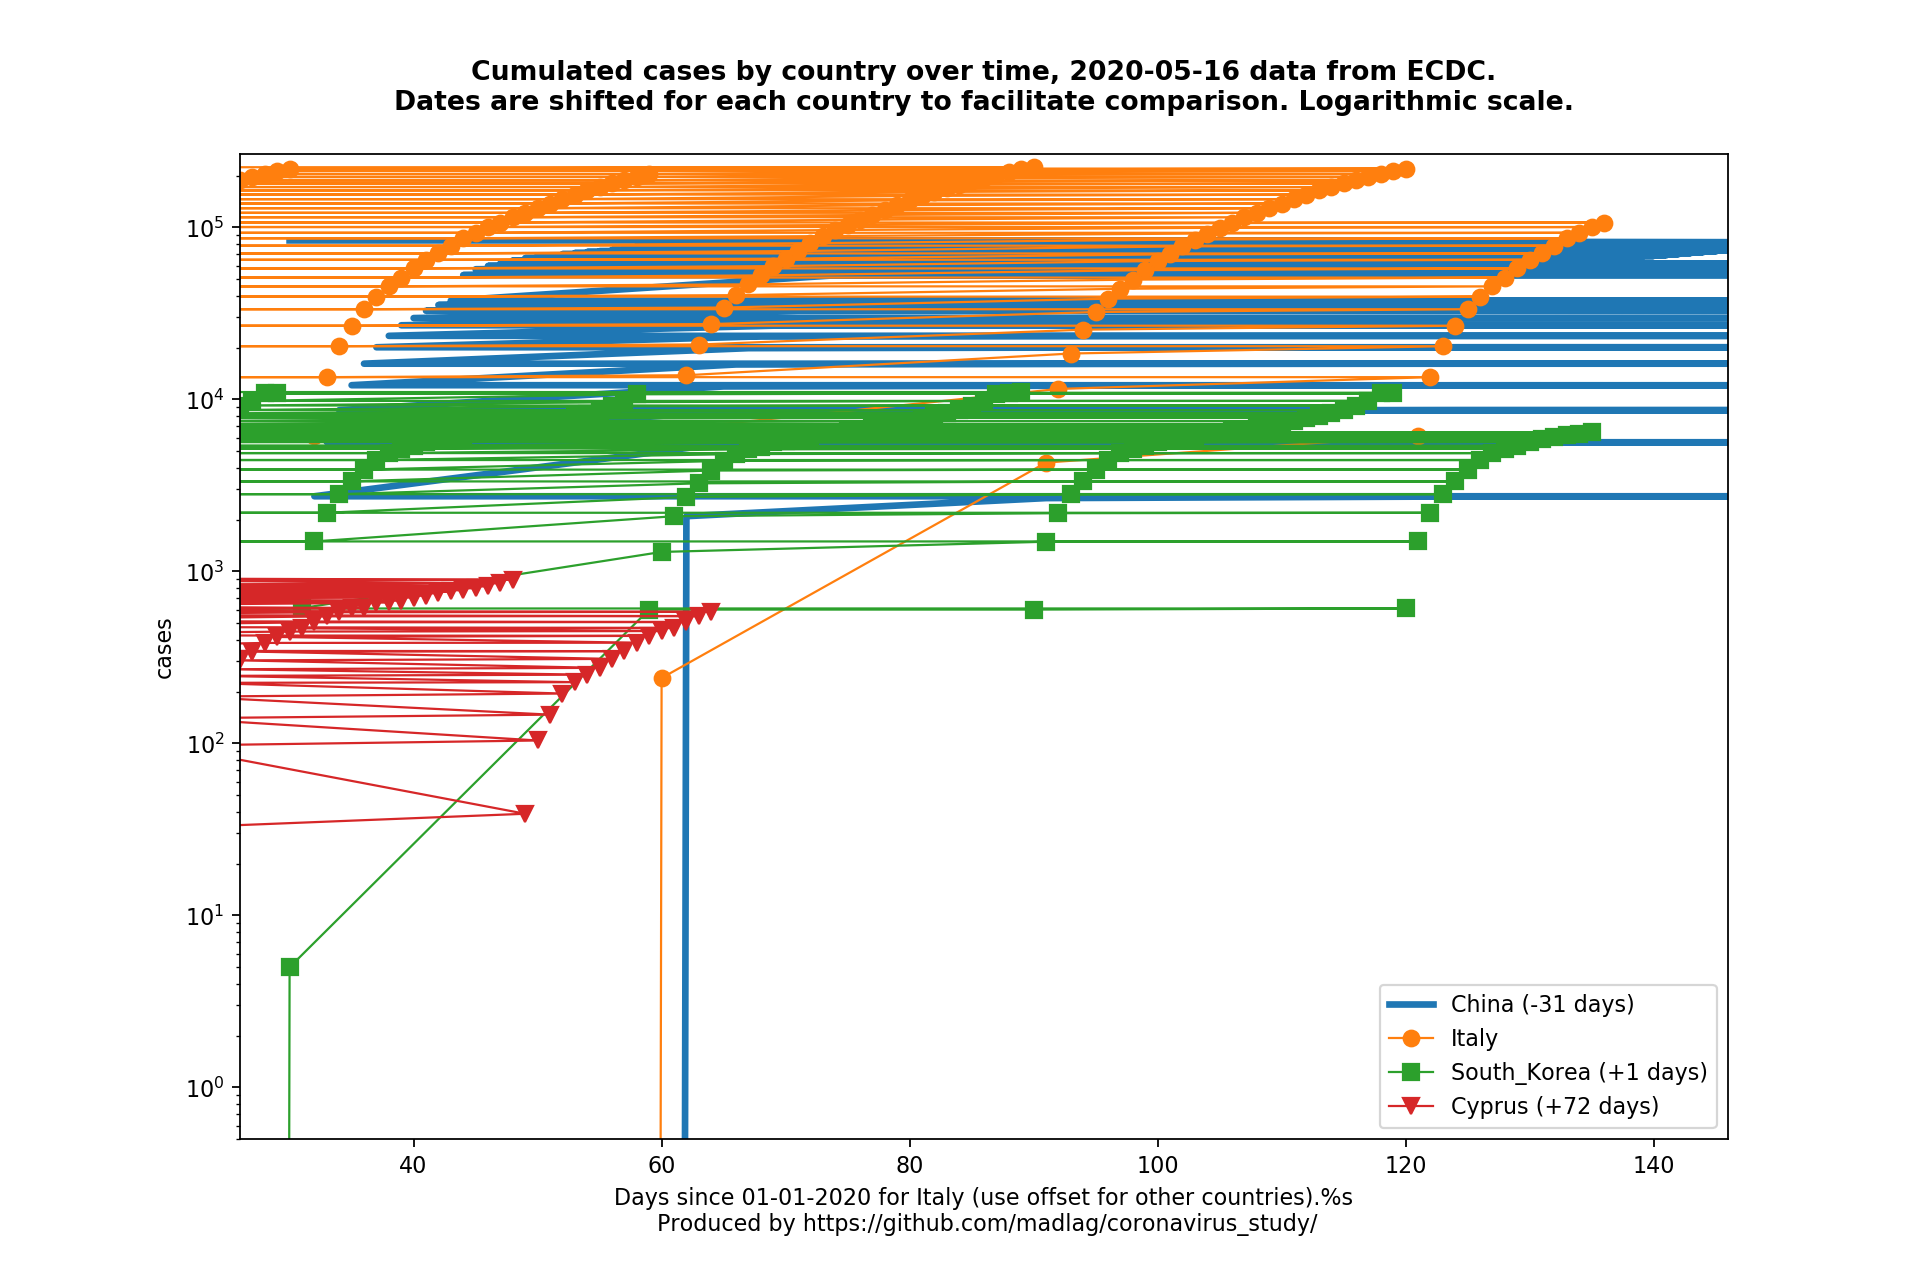 Cumulated cases by country over time, 2020-05-16 data from ECDC.
Dates are shifted for each country to facilitate comparison. Logarithmic scale.
10^5
10^4
10^3
10^2
10^1
10^0
cases
40 60 80 100 120 140
Days since 01-01-2020 for Italy (use offset for other countries).%s
Produced by https://github.com/madlag/coronavirus_study/
China (-31 days)
Italy
South_Korea (+1 days)
Cyprus (+72 days)